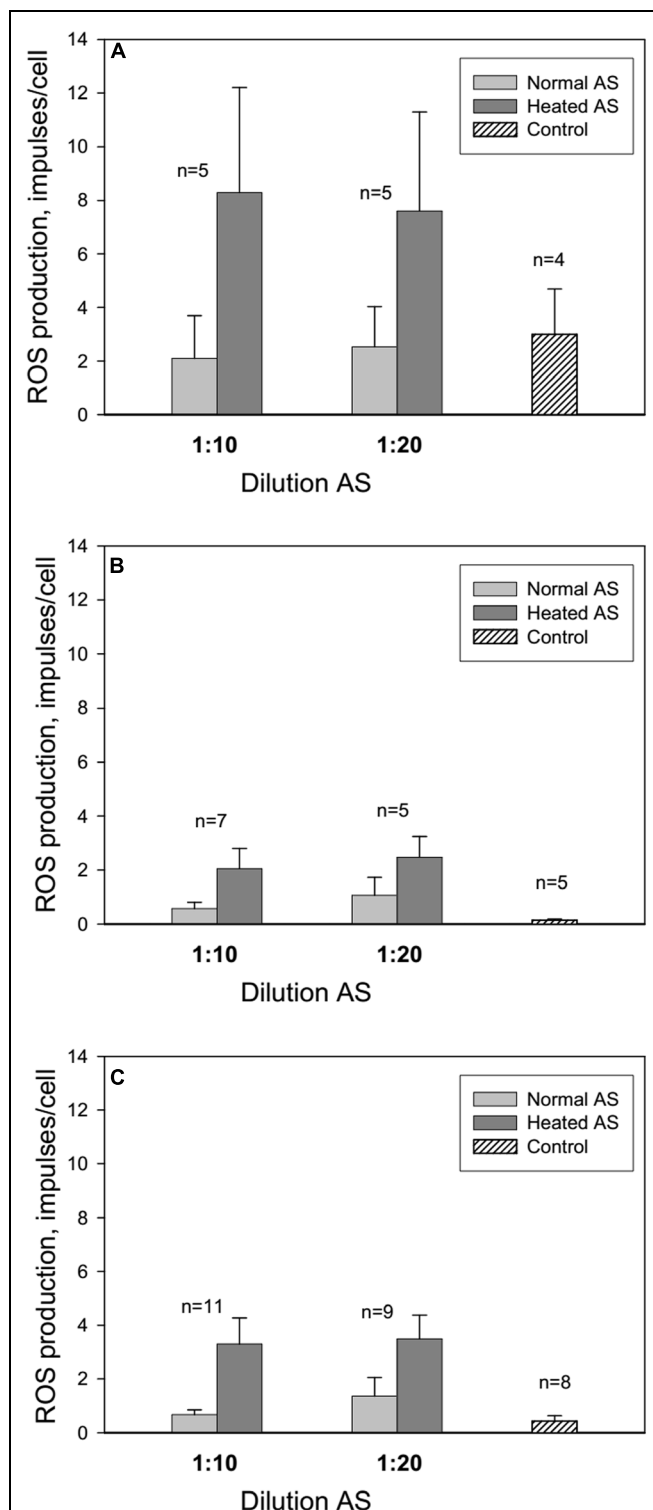 A
14
12
10
8
6
4
2
0
ROS production, impulses/cell
Normal AS
Heated AS
Control
n=5
n=5
n=4
1:10
1:20
Dilution AS
B
14
12
10
8
6
4
2
0
ROS production, impulses/cell
Normal AS
Heated AS
Control
n=7
n=5
n=5
1:10
1:20
Dilution AS
C
14
12
10
8
6
4
2
0
ROS production, impulses/cell
Normal AS
Heated AS
Control
n=11
n=9
n=8
1:10
1:20
Dilution AS